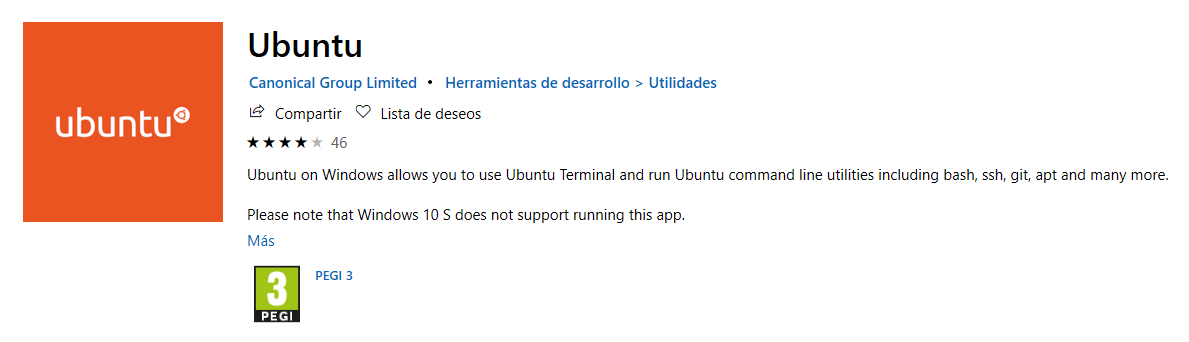 ubuntu
Ubuntu
Canonical Group Limited • Herramientas de desarrollo > Utilidades
Compartir Lista de deseos
46
Ubuntu on Windows allows you to use Ubuntu Terminal and run Ubuntu command line utilities including bash, ssh, git, apt and many more.
Please note that Windows 10 S does not support running this app.
Más
3
PEGI
PEGI 3